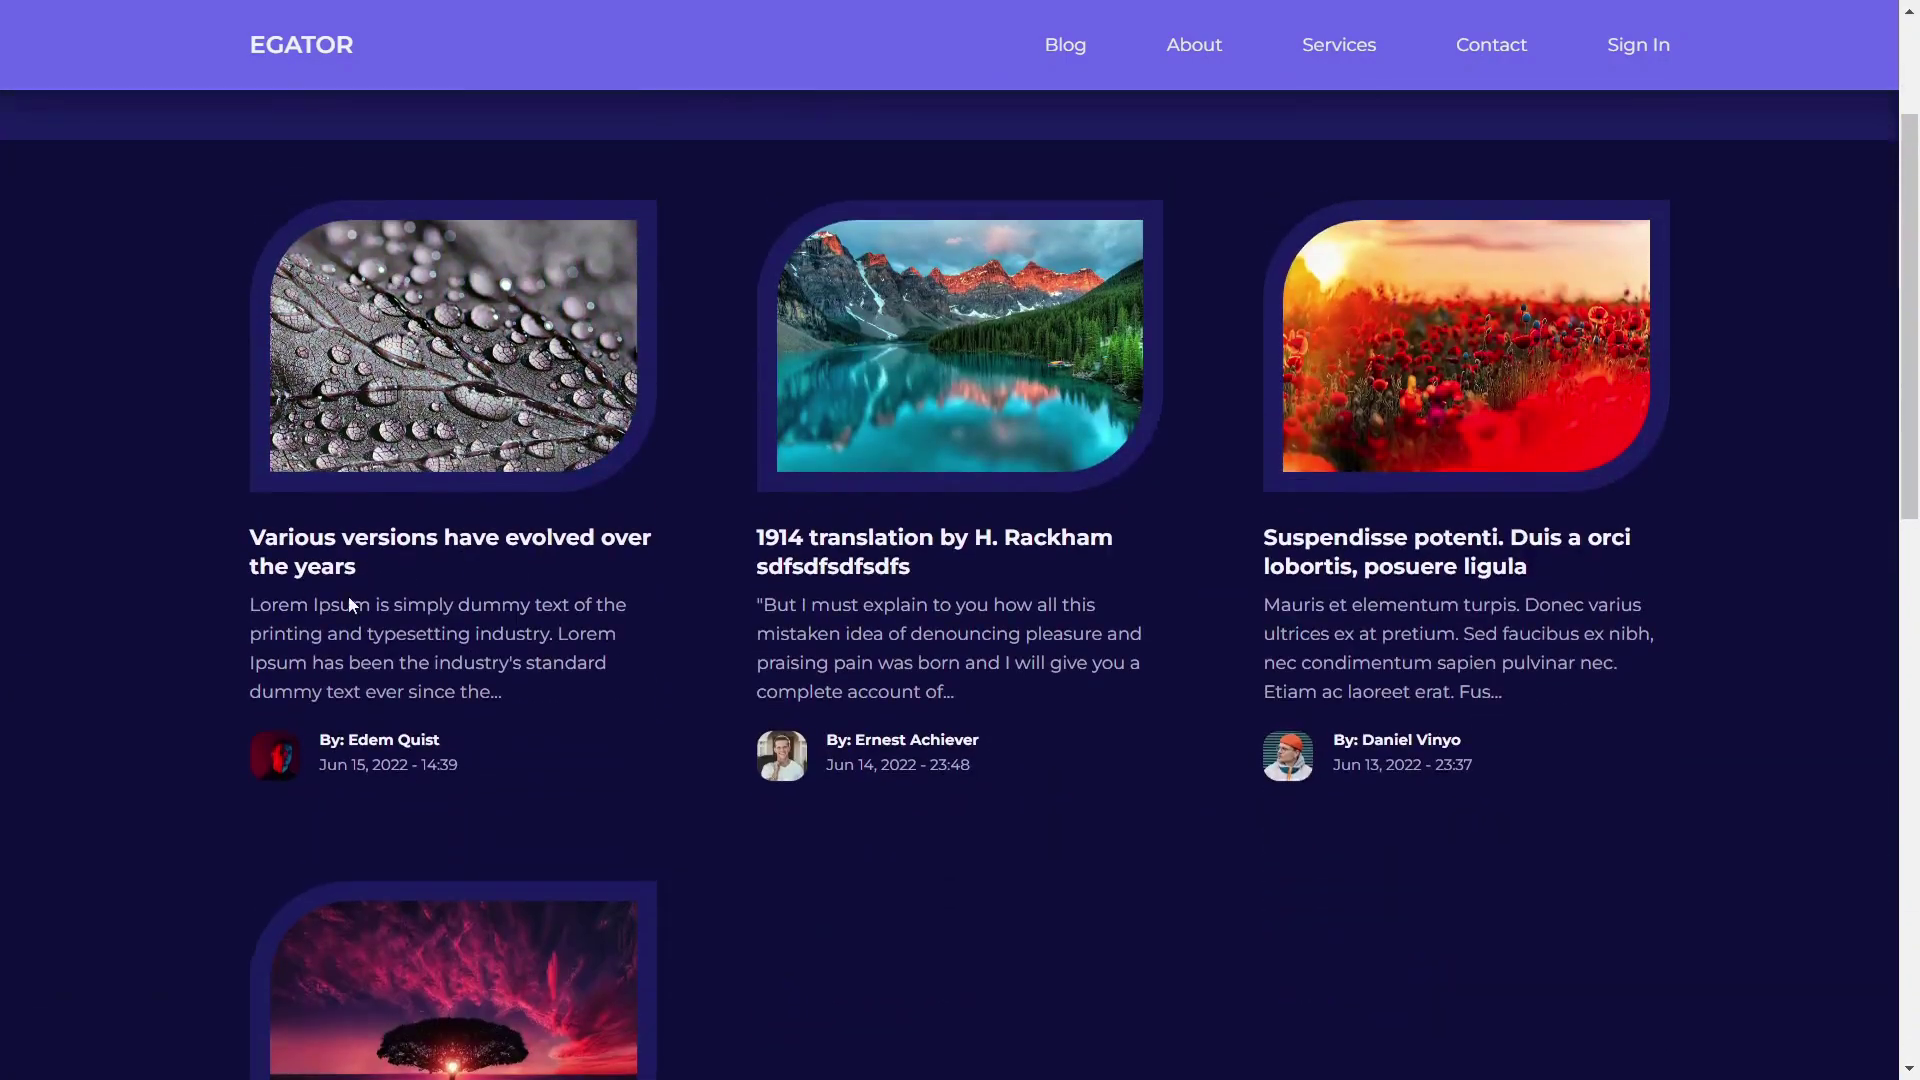 EGATOR
Blog
About
Services
Contact
Sign In
Various versions have evolved over
the years
Lorem Ipsum is simply dummy text of the
printing and typesetting industry. Lorem
Ipsum has been the industry's standard
dummy text ever since the...
By: Edem Quist
Jun 15, 2022 - 14:39
1914 translation by H. Rackham
sdfsdfsdfsdfs
"But I must explain to you how all this
mistaken idea of denouncing pleasure and
praising pain was born and I will give you a
complete account of...
By: Ernest Achiever
Jun 14, 2022 - 23:48
Suspendisse potenti. Duis a orci
lobortis, posuere ligula
Mauris et elementum turpis. Donec varius
ultrices ex at pretium. Sed faucibus ex nibh,
nec condimentum sapien pulvinar nec.
Etiam ac laoreet erat. Fus...
By: Daniel Vinyo
Jun 13, 2022 - 23:37